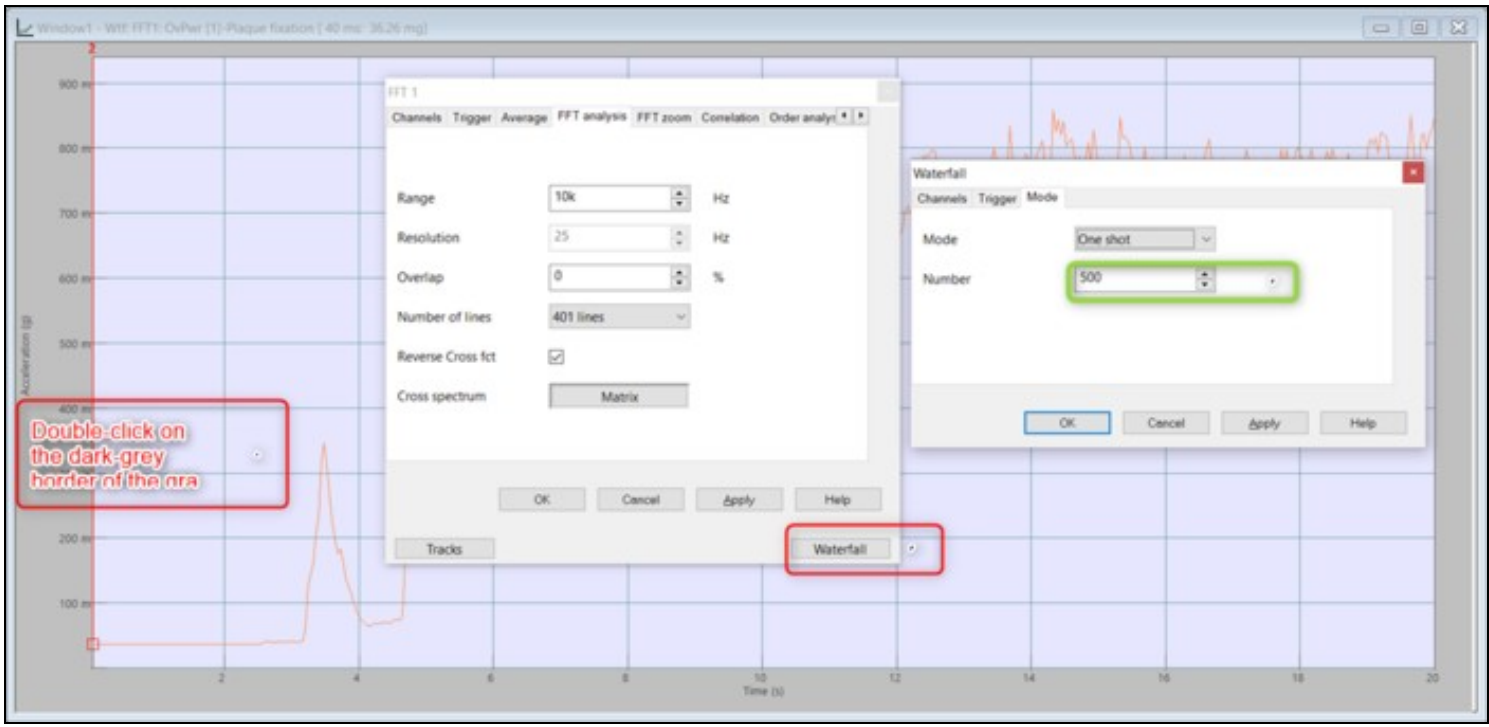 Window1 - Wtf: FFT1: OvPwr [1]-Plaque fixation [ 40 ms: 36.26 mg]
2
900 m
800 m
700 m
600 m
500 m
400 m
200 m
100 m
Acceleration (g)
2 4 6 8 10 12 14 16 18 20
Time (s)
Double-click on
the dark-grey
border of the gra
FFT 1
Channels Trigger Average FFT analysis FFT zoom Correlation Order analys
Range 10k Hz
Resolution 25 Hz
Overlap 0 %
Number of lines 401 lines
Reverse Cross fct
Cross spectrum Matrix
OK Cancel Apply Help
Tracks Waterfall
Waterfall
Channels Trigger Mode
Mode One shot
Number 500
OK Cancel Apply Help